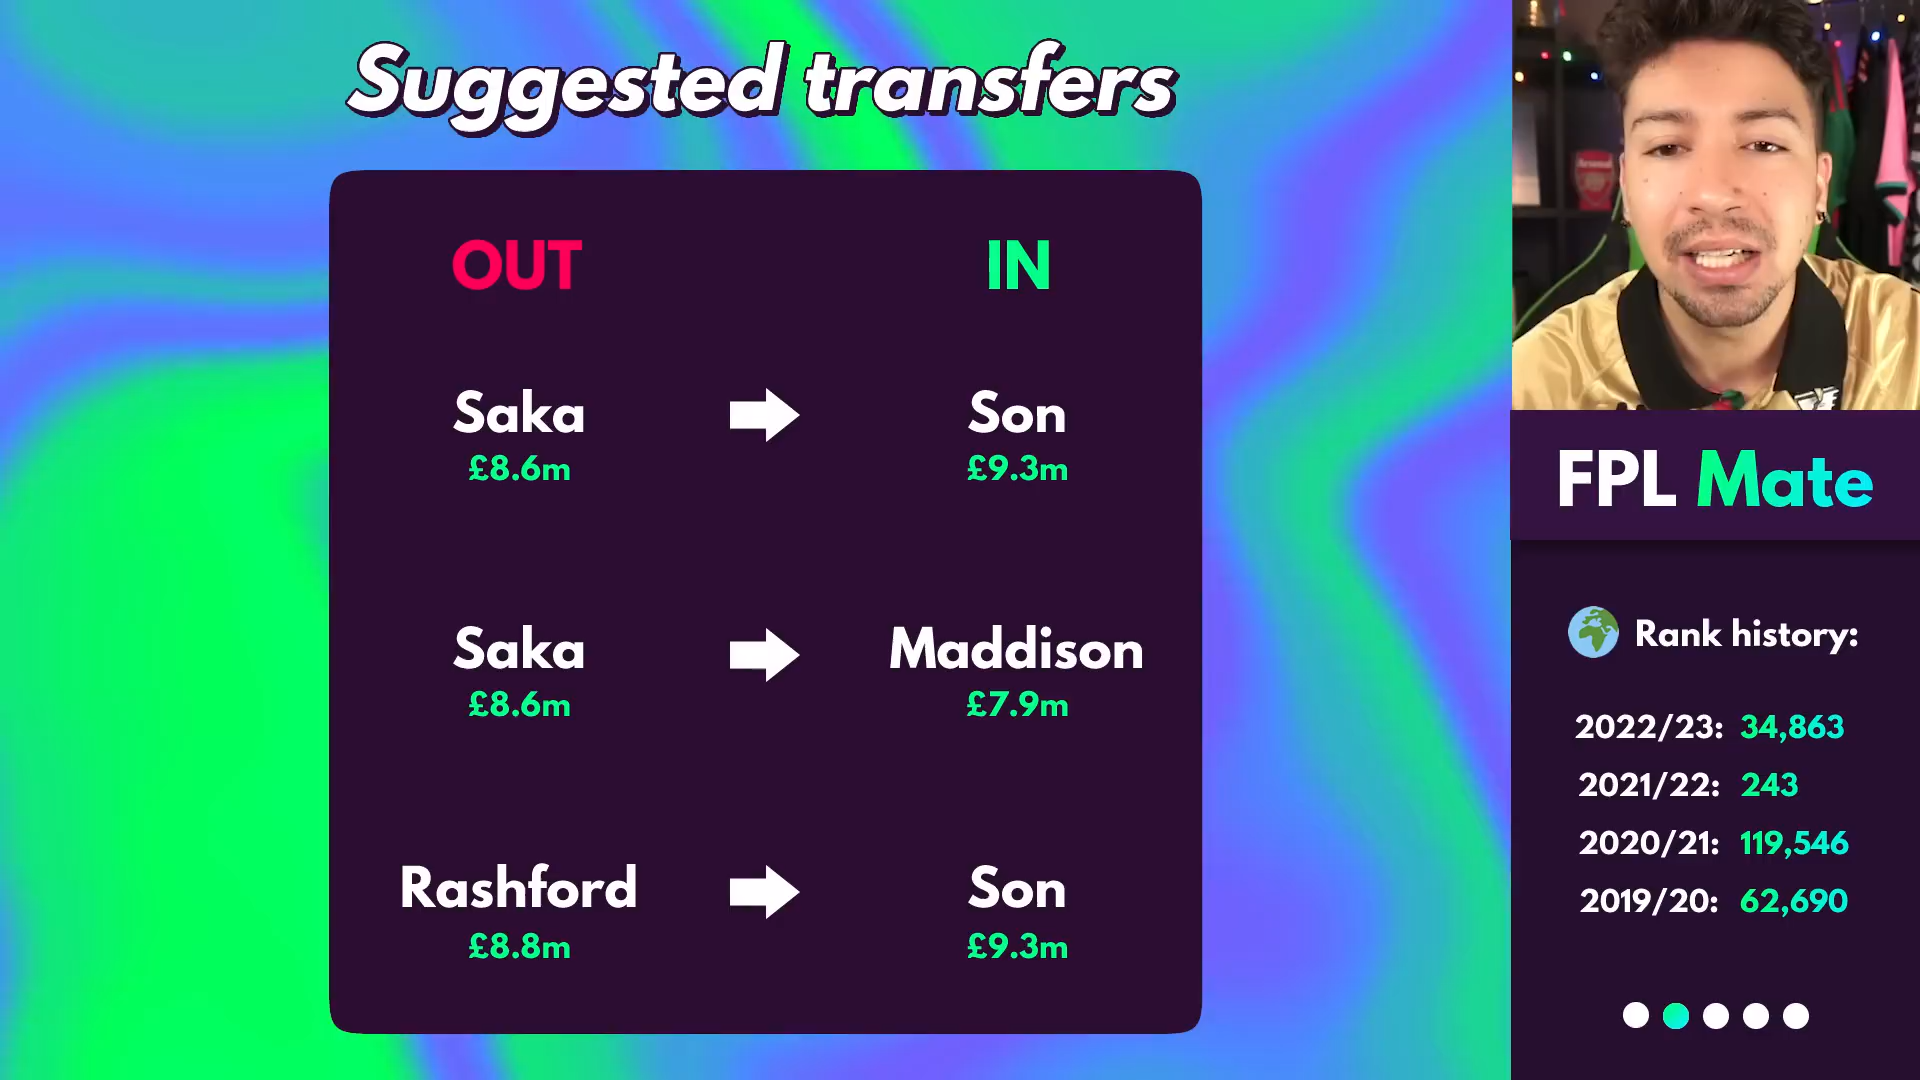 Suggested transfers
OUT IN
Saka Son
£8.6m £9.3m
Saka Maddison
£8.6m £7.9m
Rashford Son
£8.8m £9.3m
Arsenal
FPL Mate
Rank history:
2022/23: 34,863
2021/22: 243
2020/21: 119,546
2019/20: 62,690